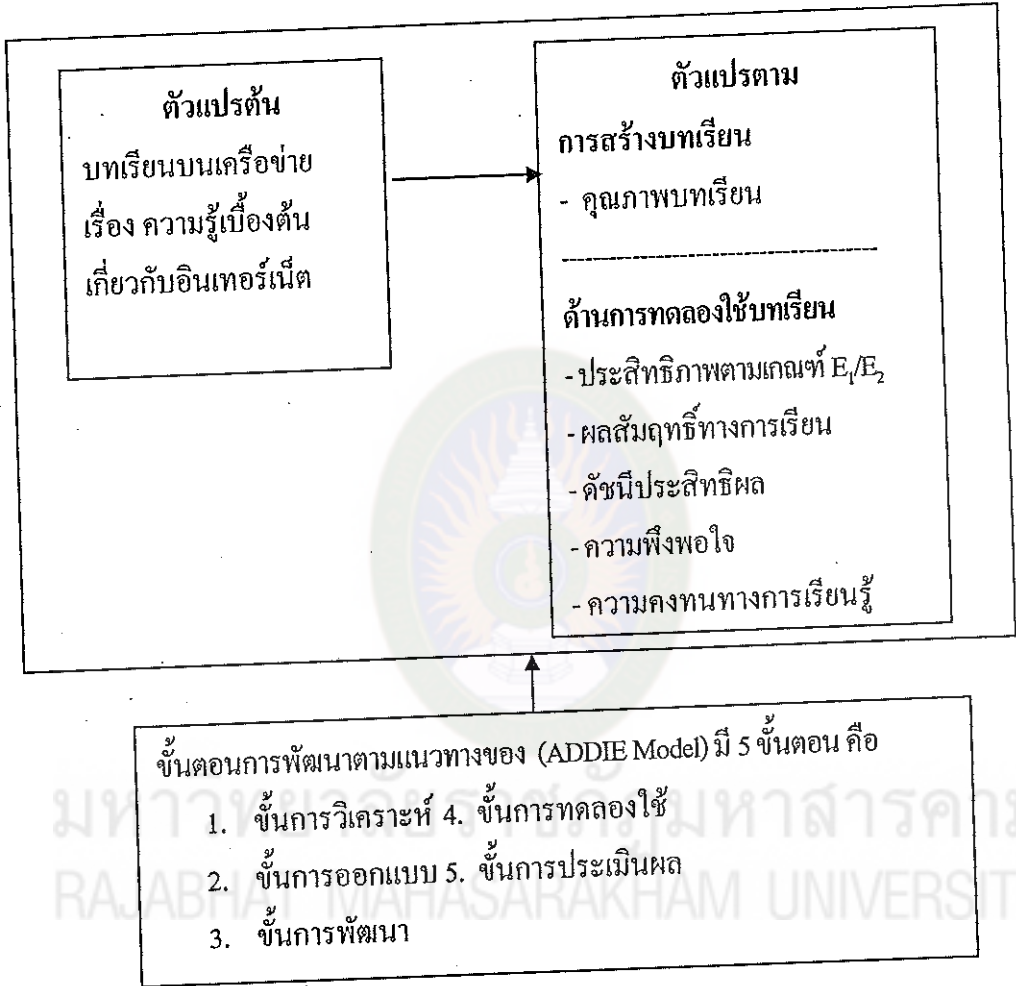 ตัวแปรต้น
บทเรียนบนเครือข่าย
เรื่อง ความรู้เบื้องต้น
เกี่ยวกับอินเทอร์เน็ต
ตัวแปรตาม
การสร้างบทเรียน
- คุณภาพบทเรียน
ด้านการทดลองใช้บทเรียน
- ประสิทธิภาพตามเกณฑ์ E₁/E₂
- ผลสัมฤทธิ์ทางการเรียน
- ดัชนีประสิทธิผล
- ความพึงพอใจ
- ความคงทนทางการเรียนรู้
ขั้นตอนการพัฒนาตามแนวทางของ (ADDIE Model) มี 5 ขั้นตอน คือ
1. ขั้นการวิเคราะห์ 4. ขั้นการทดลองใช้
2. ขั้นการออกแบบ 5. ขั้นการประเมินผล
3. ขั้นการพัฒนา
มหาวิทยาลัยราชภัฏมหาสารคาม
RAJABHAT MAHASARAKHAM UNIVERSIT